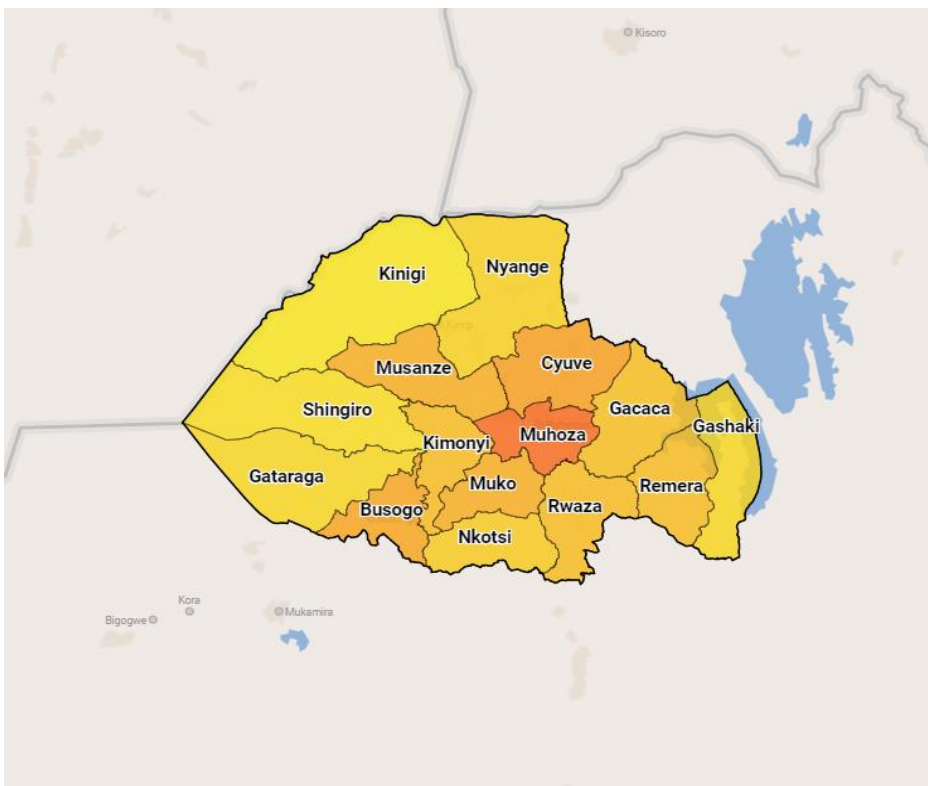 Kisoro
Nyange
Kinigi
Cyuve
Musanze
Shingiro
Gacaca
Gashaki
Muhoza
Kimonyi
Gataraga
Muko
Remera
Busogo
Rwaza
Nkotsi
Kora
Mukamira
Bigogwe